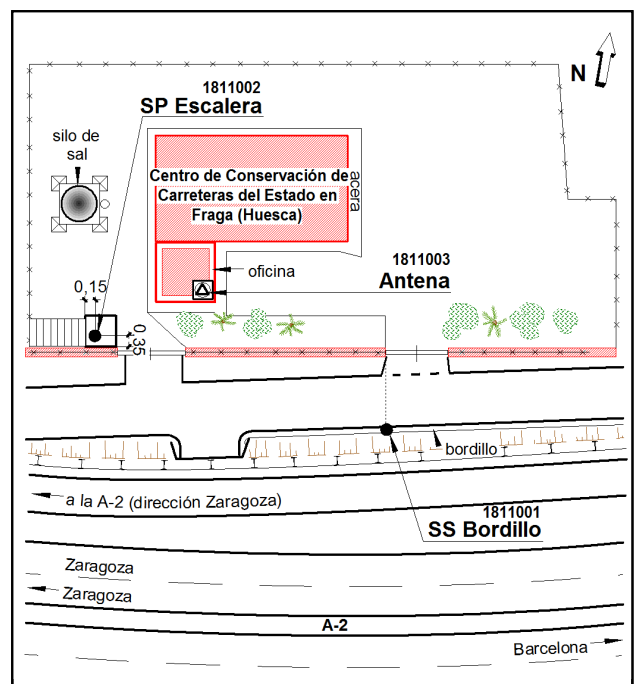 1811002
SP Escalera
N
silo de
sal
Centro de Conservación de
Carreteras del Estado en
Fraga (Huesca)
acera
1811003
Antena
oficina
0,15
0,35
bordillo
a la A-2 (dirección Zaragoza)
1811001
SS Bordillo
Zaragoza
Zaragoza
A-2
Barcelona